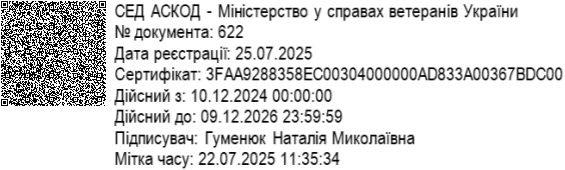 СЕД АСКОД - Міністерство у справах ветеранів України
№ документа: 622
Дата реєстрації: 25.07.2025
Сертифікат: 3FAA9288358EC00304000000AD833A00367BDC00
Дійсний з: 10.12.2024 00:00:00
Дійсний до: 09.12.2026 23:59:59
Підписувач: Гуменюк Наталія Миколаївна
Мітка часу: 22.07.2025 11:35:34